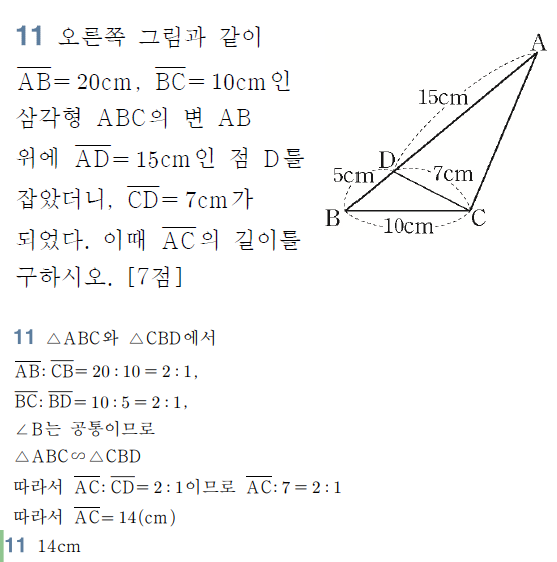 11 오른쪽 그림과 같이
AB=20cm, BC=10cm인
삼각형 ABC의 변 AB
위에 AD=15cm인 점 D를
잡았더니, CD=7cm가
되었다. 이때 AC의 길이를
구하시오. [7점]
A
15cm
D
5cm
7cm
B
10cm
C
11 △ABC와 △CBD에서
AB:CB=20:10=2:1,
BC:BD=10:5=2:1,
∠B는 공통이므로
△ABC∽△CBD
따라서 AC:CD=2:1이므로 AC:7=2:1
따라서 AC=14(cm)
11 14cm